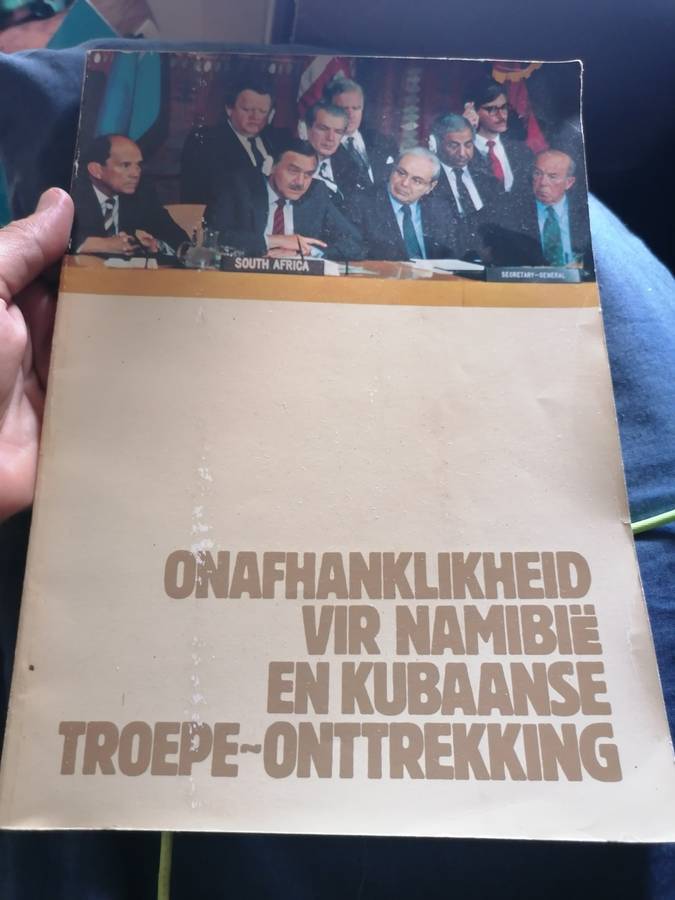 SOUTH AFRICA
SECRETARY-GENERAL
ONAFHANKLIKHEID
VIR NAMIBIË
EN KUBAANSE
TROEPE~ONTTREKKING